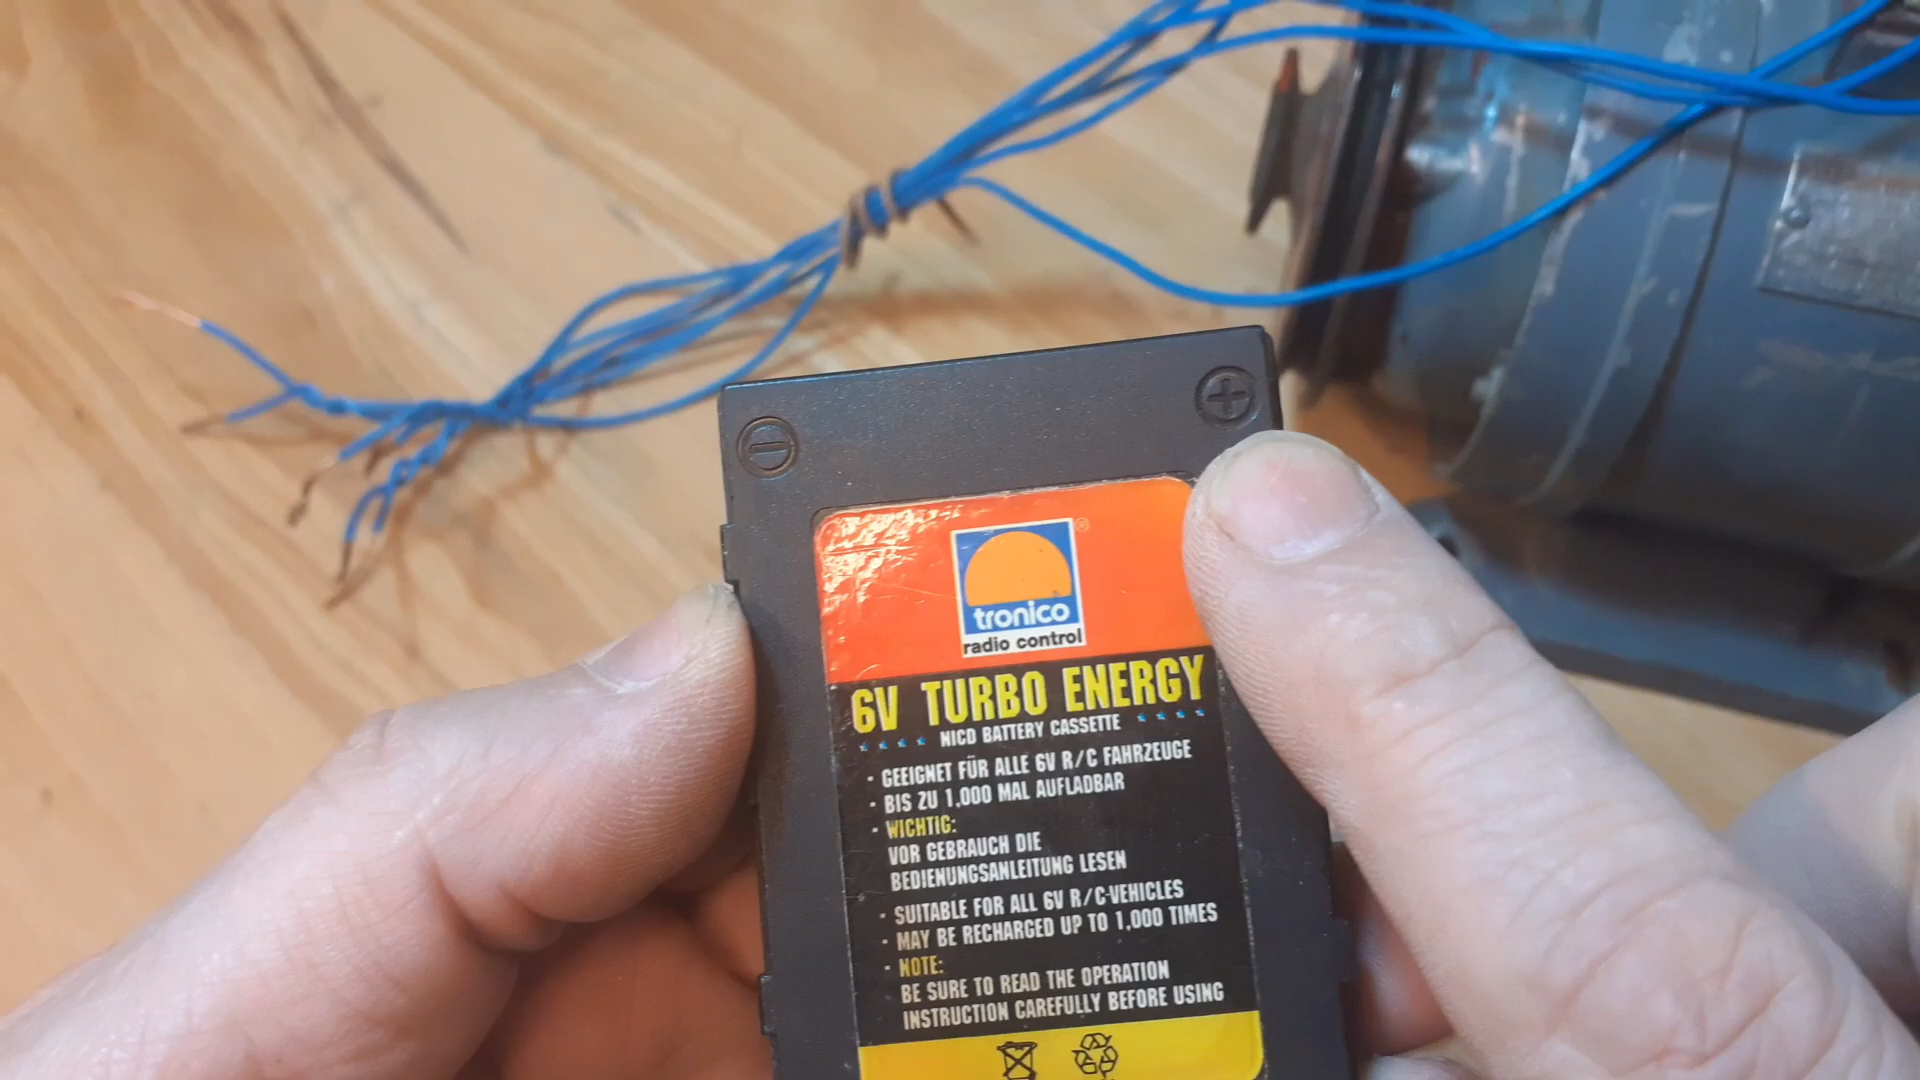 tronico
radio control
6V TURBO ENERGY
NICD BATTERY CASSETTE
· GEEIGNET FÜR ALLE 6V R/C FAHRZEUGE
· BIS ZU 1,000 MAL AUFLADBAR
· WICHTIG:
VOR GEBRAUCH DIE
BEDIENUNGSANLEITUNG LESEN
· SUITABLE FOR ALL 6V R/C-VEHICLES
· MAY BE RECHARGED UP TO 1,000 TIMES
· NOTE:
BE SURE TO READ THE OPERATION
INSTRUCTION CAREFULLY BEFORE USING